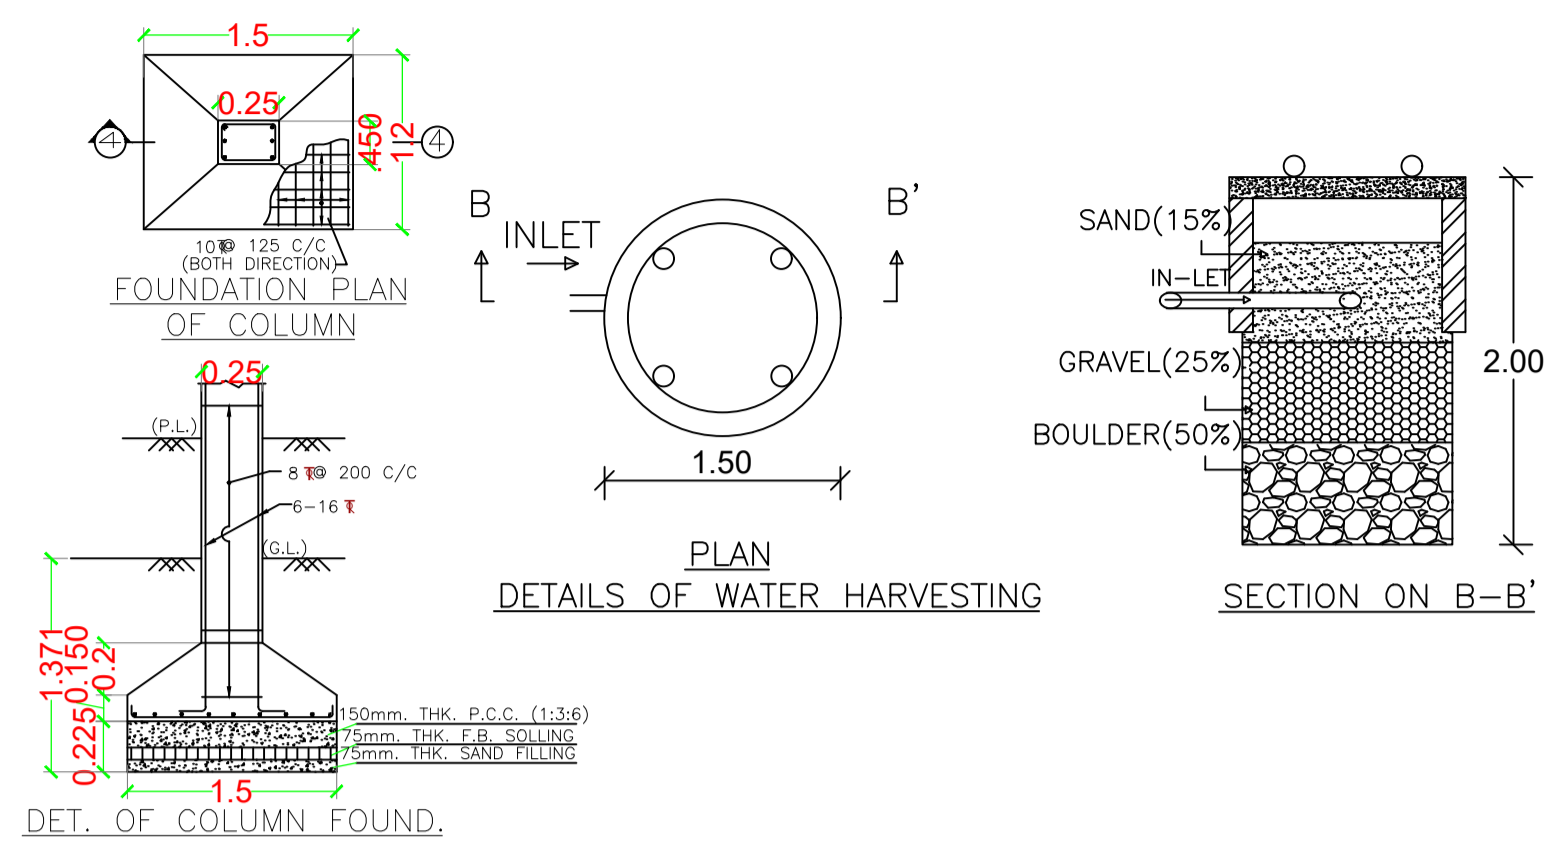 1.5
0.25
.450
1.2
4
4
10Ꞙ@ 125 C/C
(BOTH DIRECTION)
FOUNDATION PLAN
OF COLUMN
0.25
(P.L.)
8 @ 200 C/C
6-16
(G.L.)
1.371
0.150
0.2
0.225
150mm. THK. P.C.C. (1:3:6)
75mm. THK. F.B. SOLLING
75mm. THK. SAND FILLING
1.5
DET. OF COLUMN FOUND.
B
INLET
B'
1.50
PLAN
DETAILS OF WATER HARVESTING
SAND(15%)
IN-LET
GRAVEL(25%)
BOULDER(50%)
2.00
SECTION ON B-B'